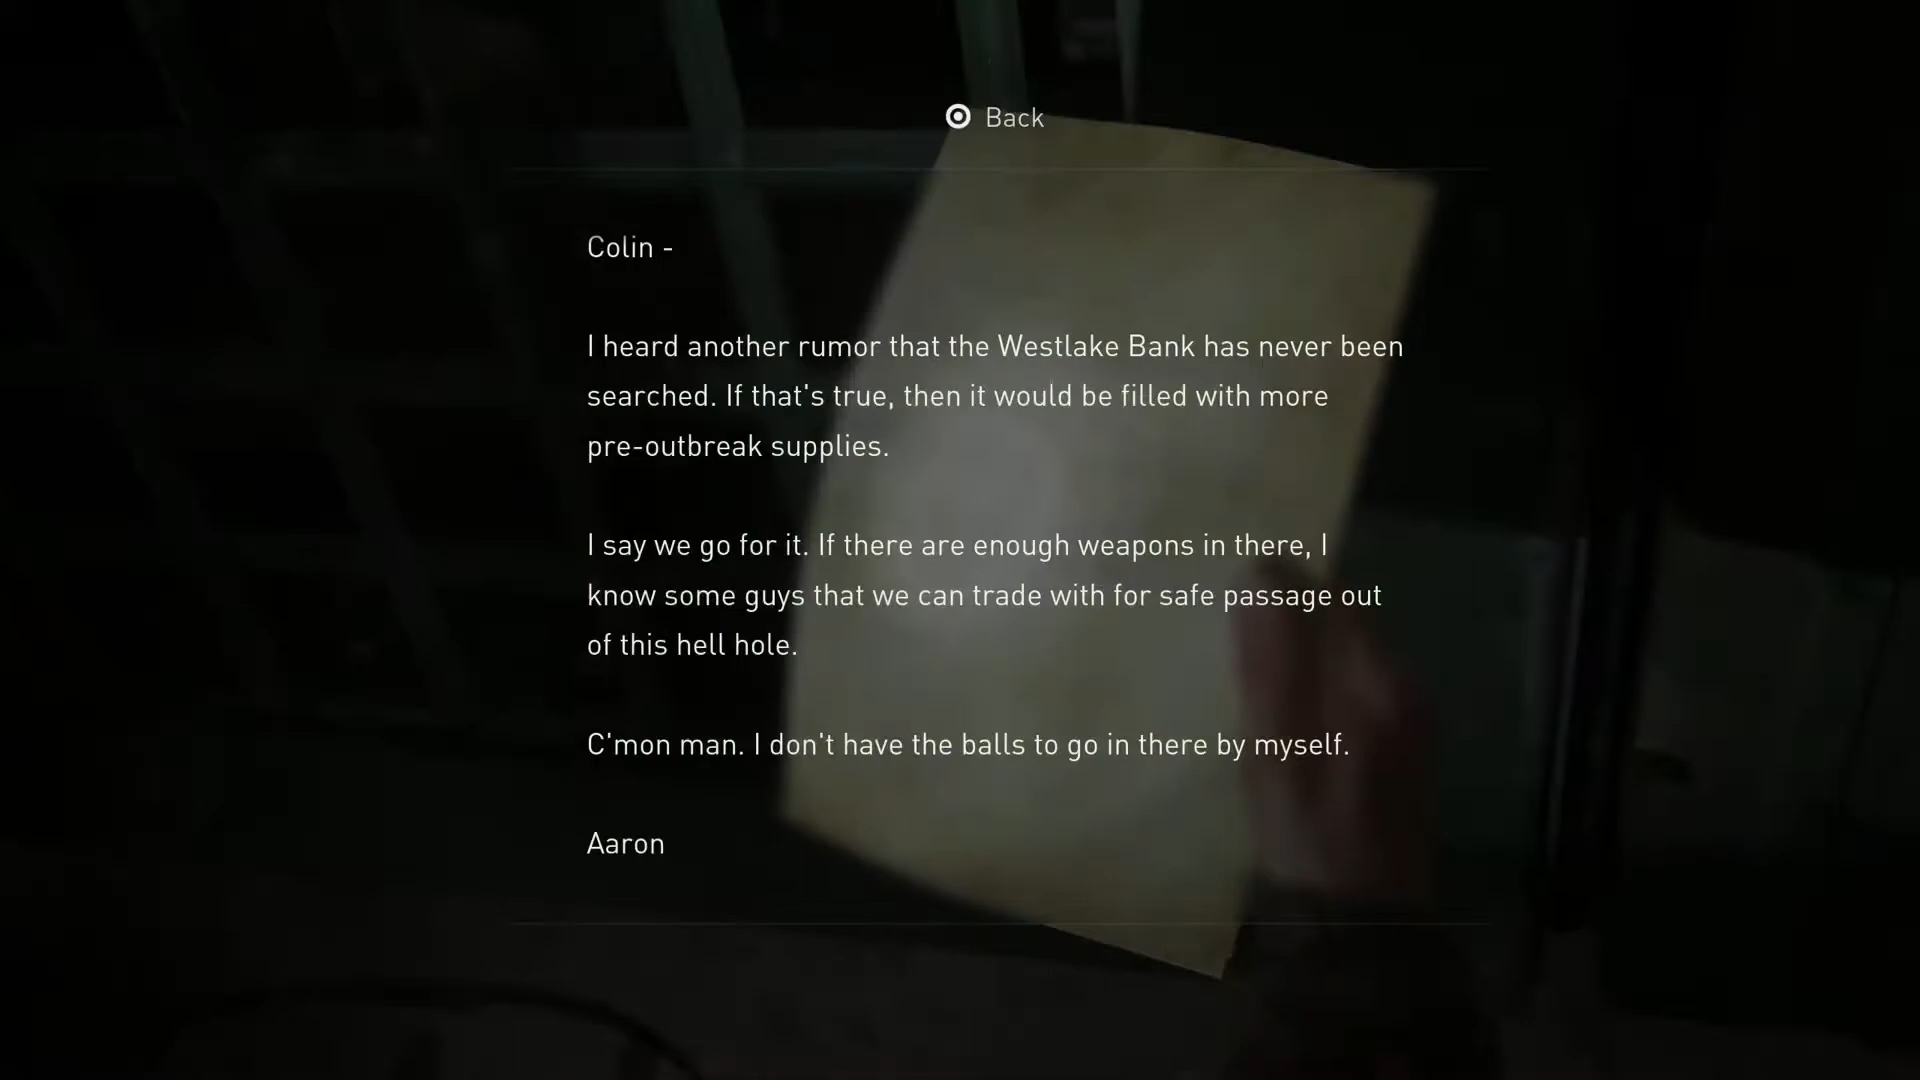 Back
Colin -
I heard another rumor that the Westlake Bank has never been
searched. If that's true, then it would be filled with more
pre-outbreak supplies.
I say we go for it. If there are enough weapons in there, I
know some guys that we can trade with for safe passage out
of this hell hole.
C'mon man. I don't have the balls to go in there by myself.
Aaron